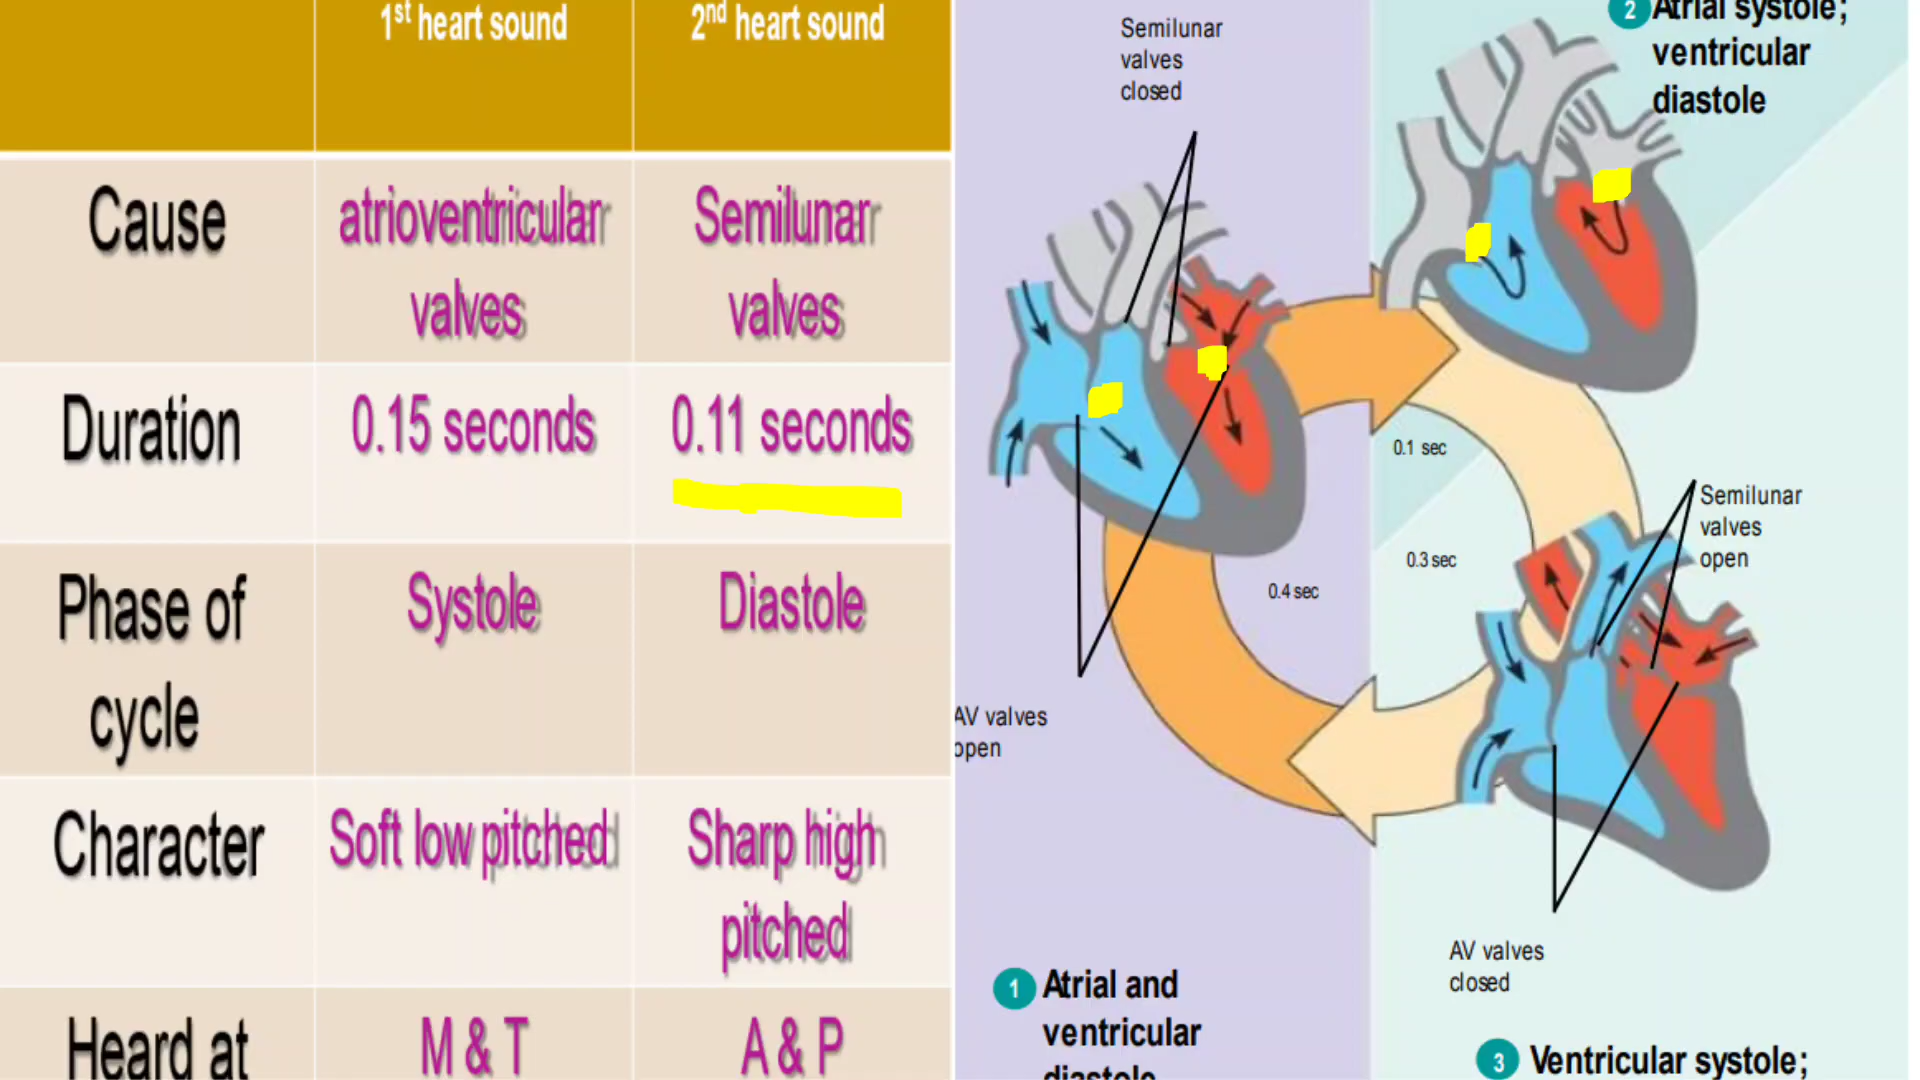 1st heart sound
2nd heart sound
Cause
atrioventricular
valves
Semilunar
valves
Duration
0.15 seconds
0.11 seconds
Phase of
cycle
Systole
Diastole
Character
Soft low pitched
Sharp high
pitched
Heard at
M & T
A & P
Semilunar
valves
closed
2 Atrial systole;
ventricular
diastole
0.1 sec
0.3 sec
0.4 sec
Semilunar
valves
open
AV valves
open
AV valves
closed
1 Atrial and
ventricular
diastole
3 Ventricular systole;